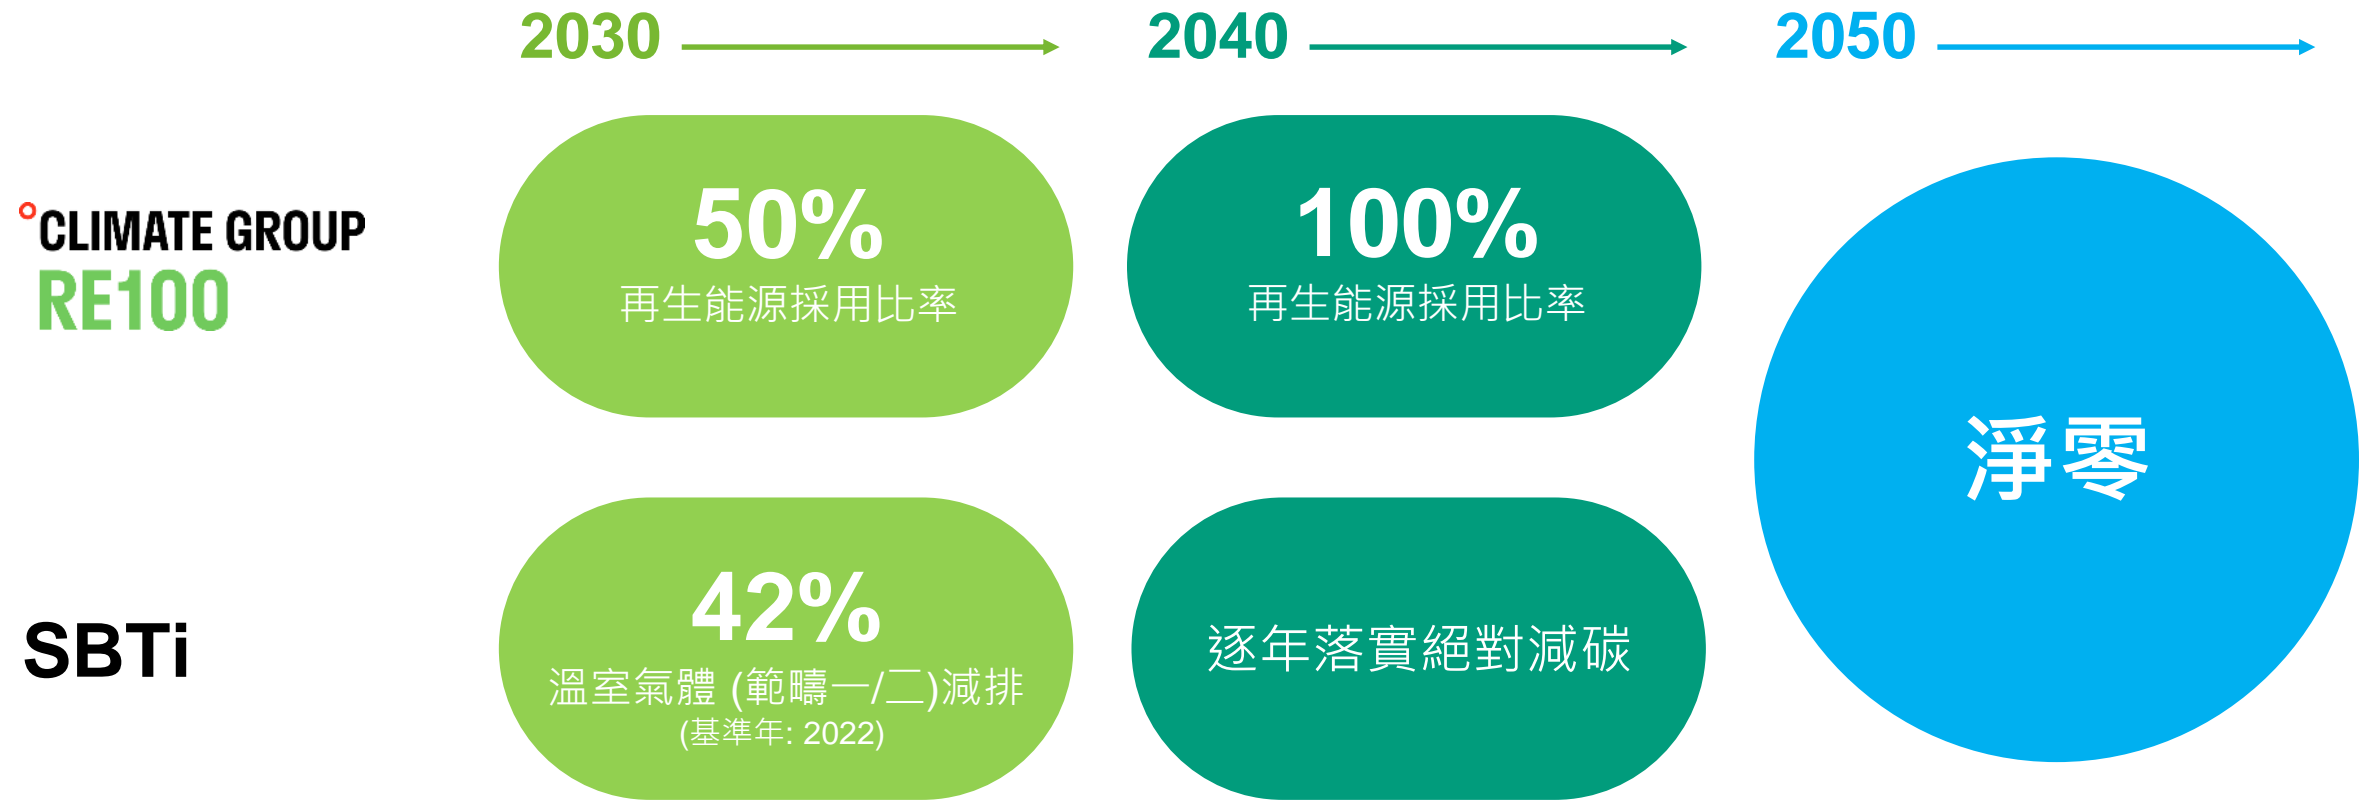 2030
2040
2050
°CLIMATE GROUP
RE100
50%
再生能源採用比率
100%
再生能源採用比率
淨零
SBTi
42%
溫室氣體 (範疇一/二)減排
(基準年: 2022)
逐年落實絕對減碳